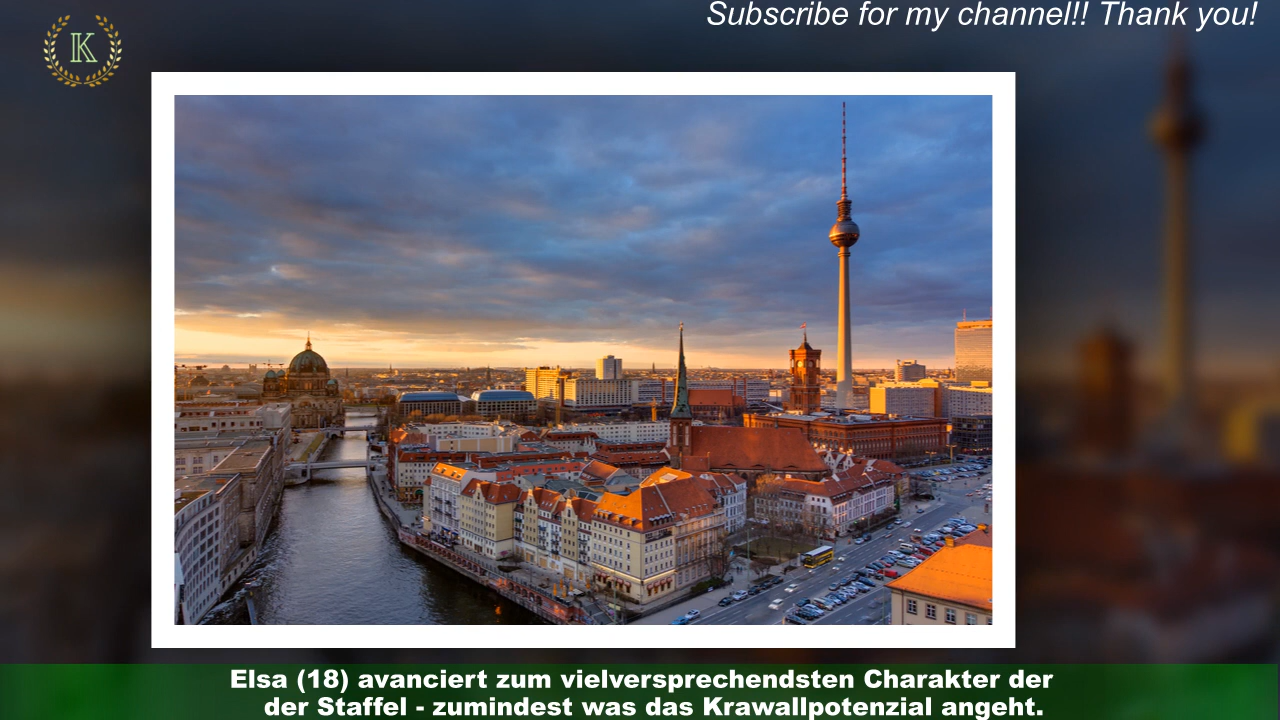 Subscribe for my channel!! Thank you!
K
Elsa (18) avanciert zum vielversprechendsten Charakter der
der Staffel - zumindest was das Krawallpotenzial angeht.